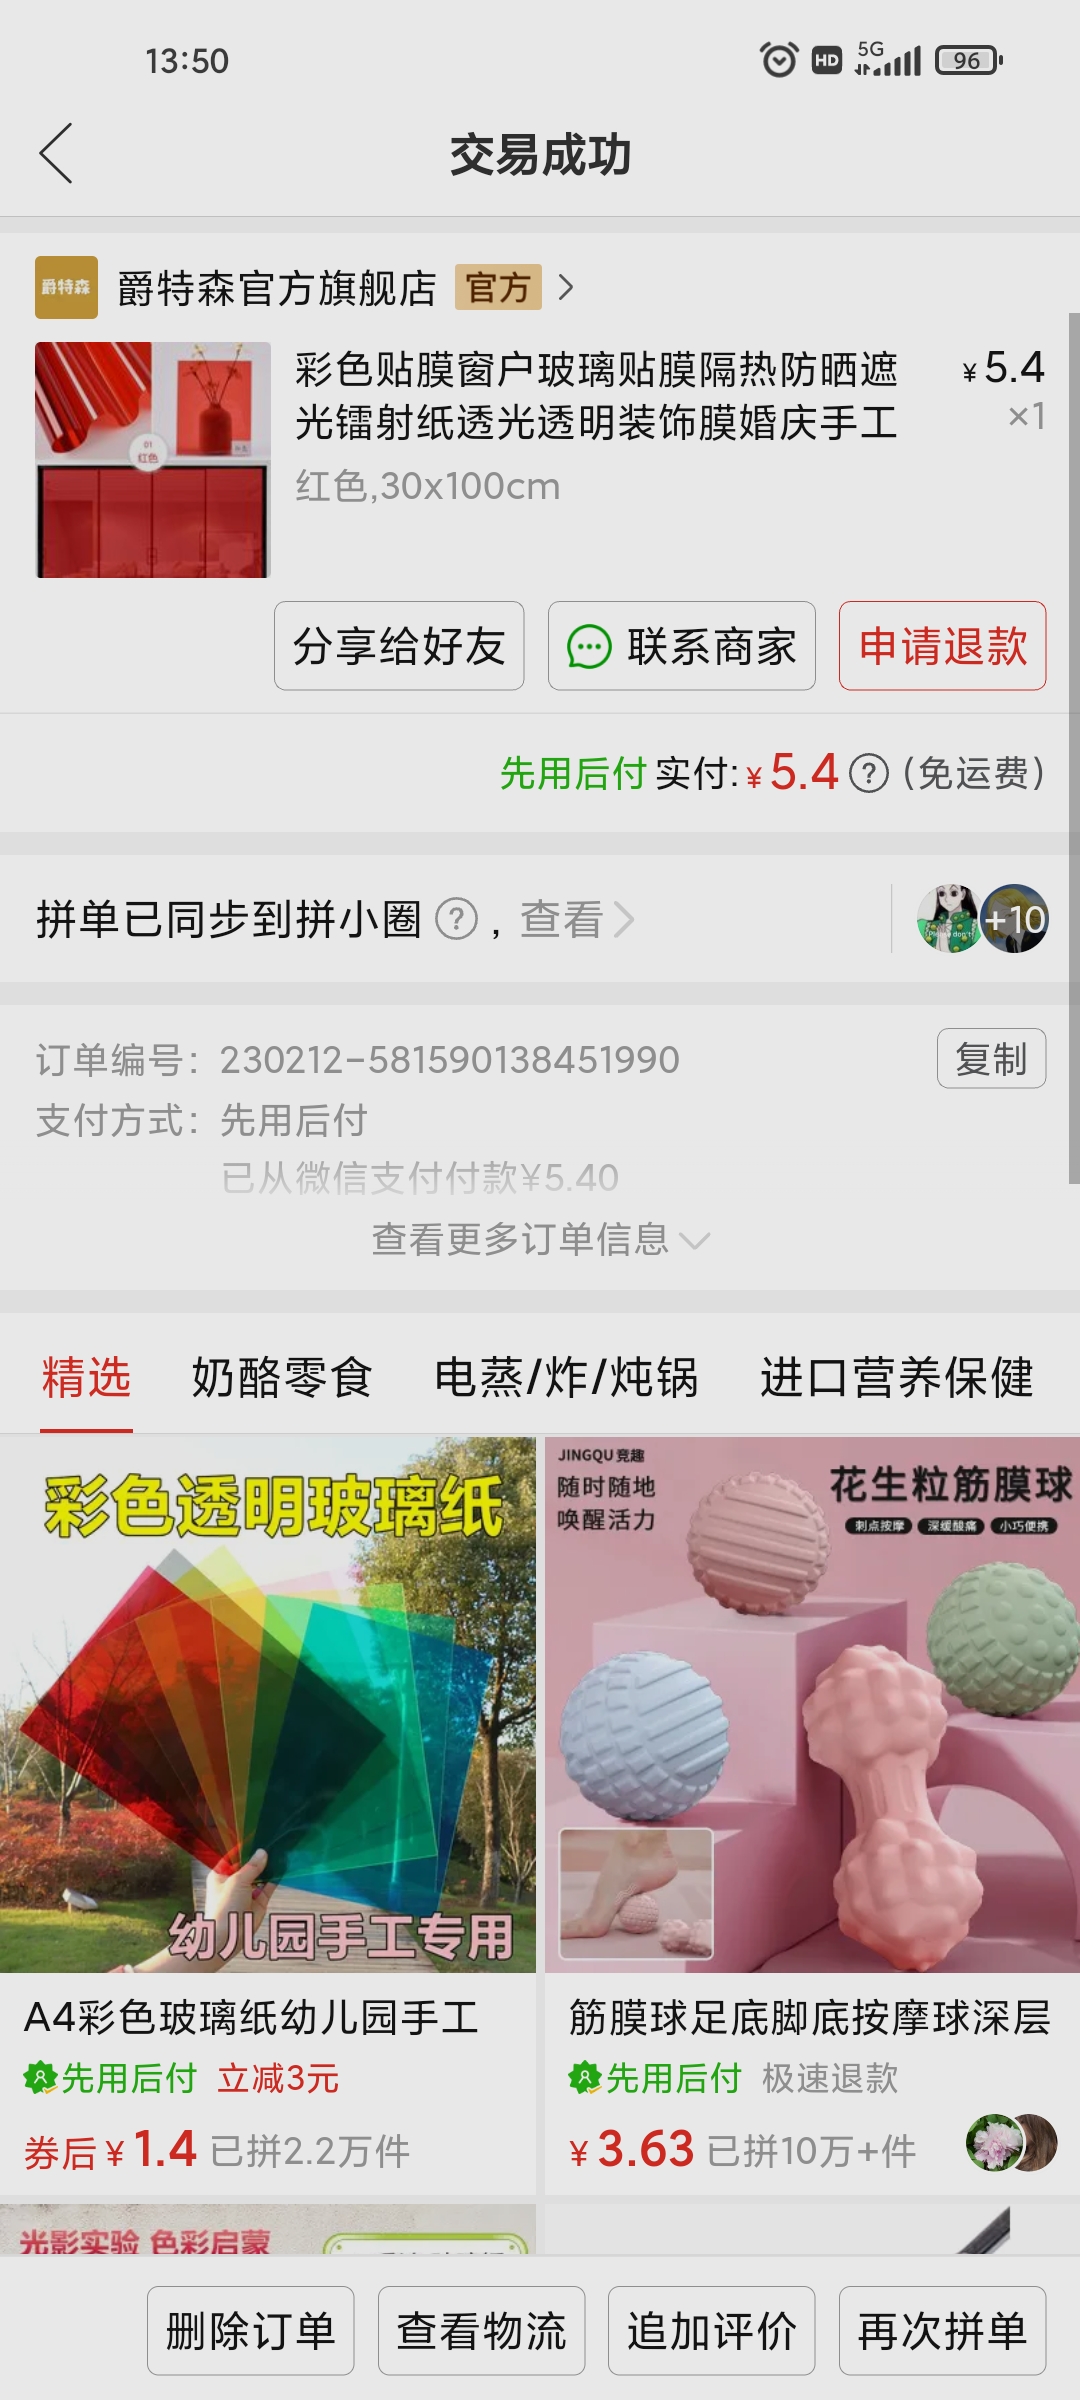 13:50
HD 5G 96
交易成功
爵特森 爵特森官方旗舰店 官方
彩色贴膜窗户玻璃贴膜隔热防晒遮 ¥5.4
光镭射纸透光透明装饰膜婚庆手工 ×1
红色,30x100cm
01
红色
分享给好友 联系商家 申请退款
先用后付 实付:¥5.4 ? (免运费)
拼单已同步到拼小圈 ? , 查看 +10
订单编号: 230212-581590138451990 复制
支付方式: 先用后付
已从微信支付付款¥5.40
查看更多订单信息
精选 奶酪零食 电蒸/炸/炖锅 进口营养保健
彩色透明玻璃纸
幼儿园手工专用
JINGQU 竞趣
随时随地
唤醒活力
花生粒筋膜球
刺点按摩 深缓酸痛 小巧便携
A4彩色玻璃纸幼儿园手工
先用后付 立减3元
券后 ¥1.4 已拼2.2万件
筋膜球足底脚底按摩球深层
先用后付 极速退款
¥3.63 已拼10万+件
光影实验 色彩启蒙
删除订单 查看物流 追加评价 再次拼单